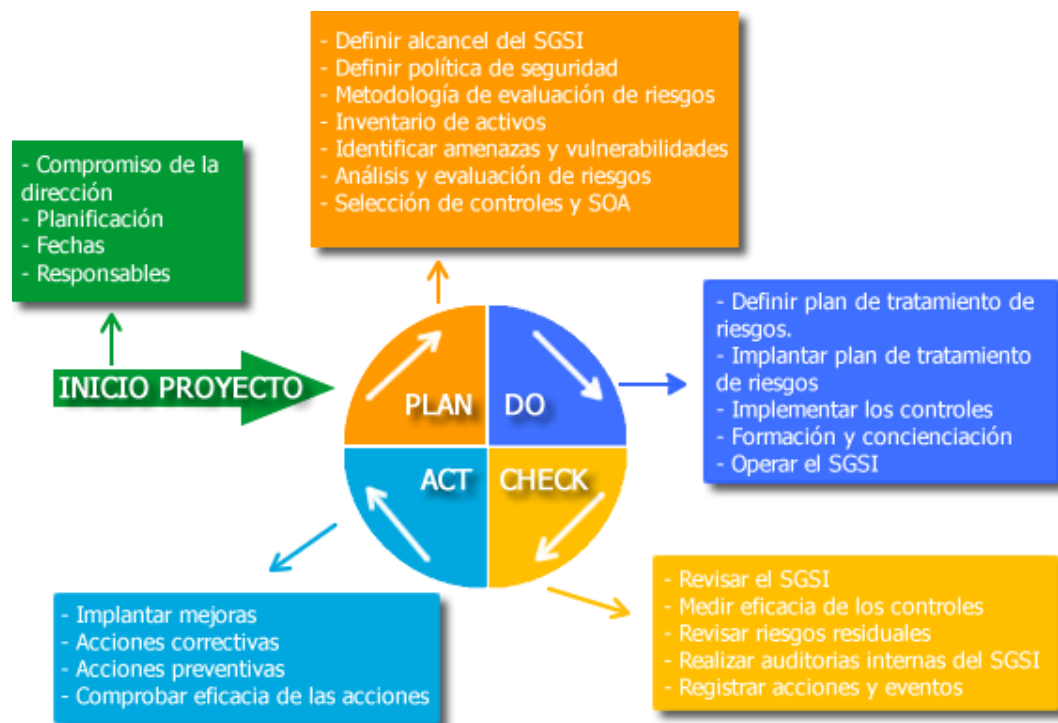 - Definir alcancel del SGSI
- Definir política de seguridad
- Metodología de evaluación de riesgos
- Inventario de activos
- Identificar amenazas y vulnerabilidades
- Análisis y evaluación de riesgos
- Selección de controles y SOA
- Compromiso de la
dirección
- Planificación
- Fechas
- Responsables
INICIO PROYECTO
PLAN
DO
- Definir plan de tratamiento de
riesgos.
- Implantar plan de tratamiento
de riesgos
- Implementar los controles
- Formación y concienciación
- Operar el SGSI
ACT
CHECK
- Revisar el SGSI
- Medir eficacia de los controles
- Revisar riesgos residuales
- Realizar auditorias internas del SGSI
- Registrar acciones y eventos
- Implantar mejoras
- Acciones correctivas
- Acciones preventivas
- Comprobar eficacia de las acciones